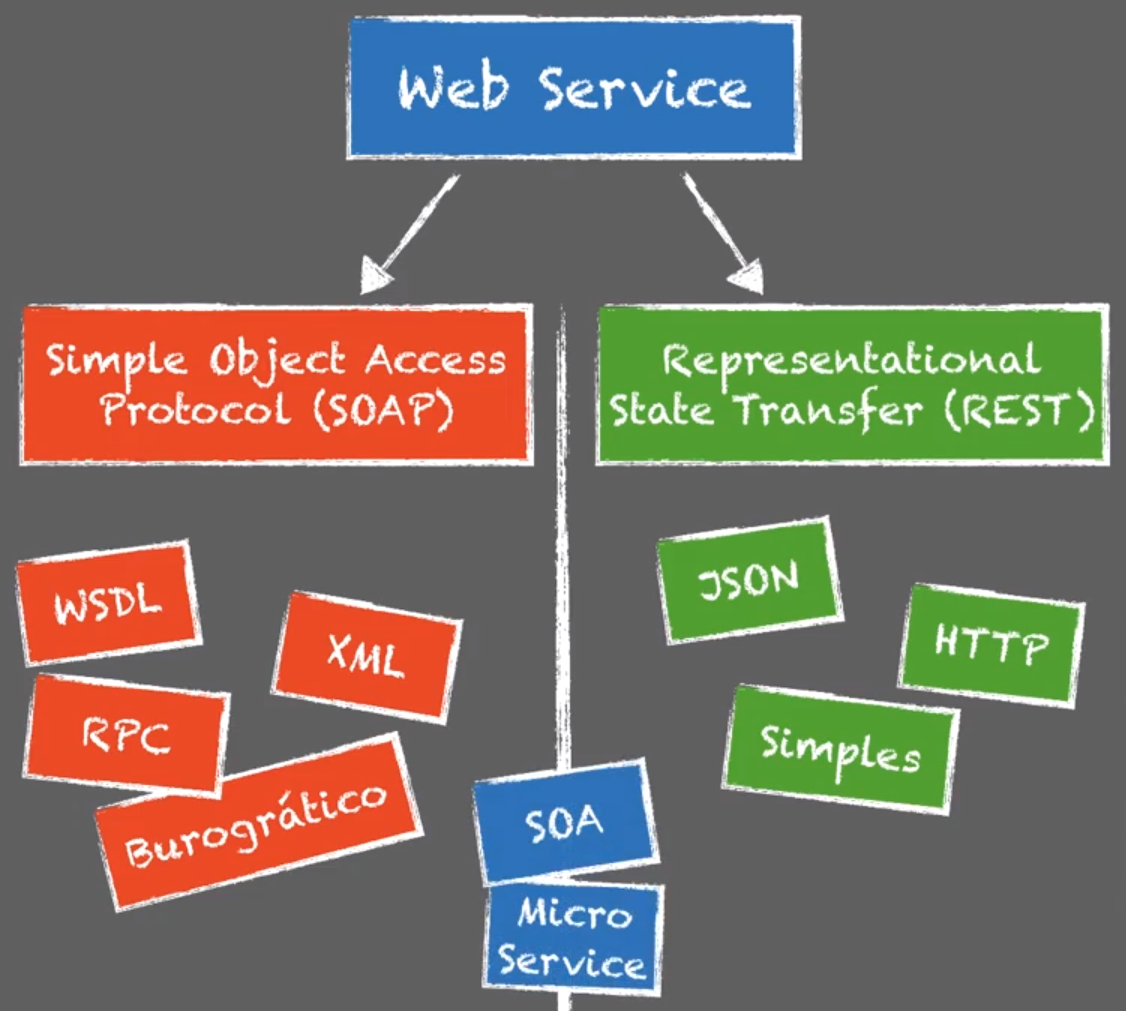 Web Service
Simple Object Access
Protocol (SOAP)
Representational
State Transfer (REST)
WSDL
XML
RPC
Burogrático
JSON
HTTP
Simples
SOA
Micro
Service